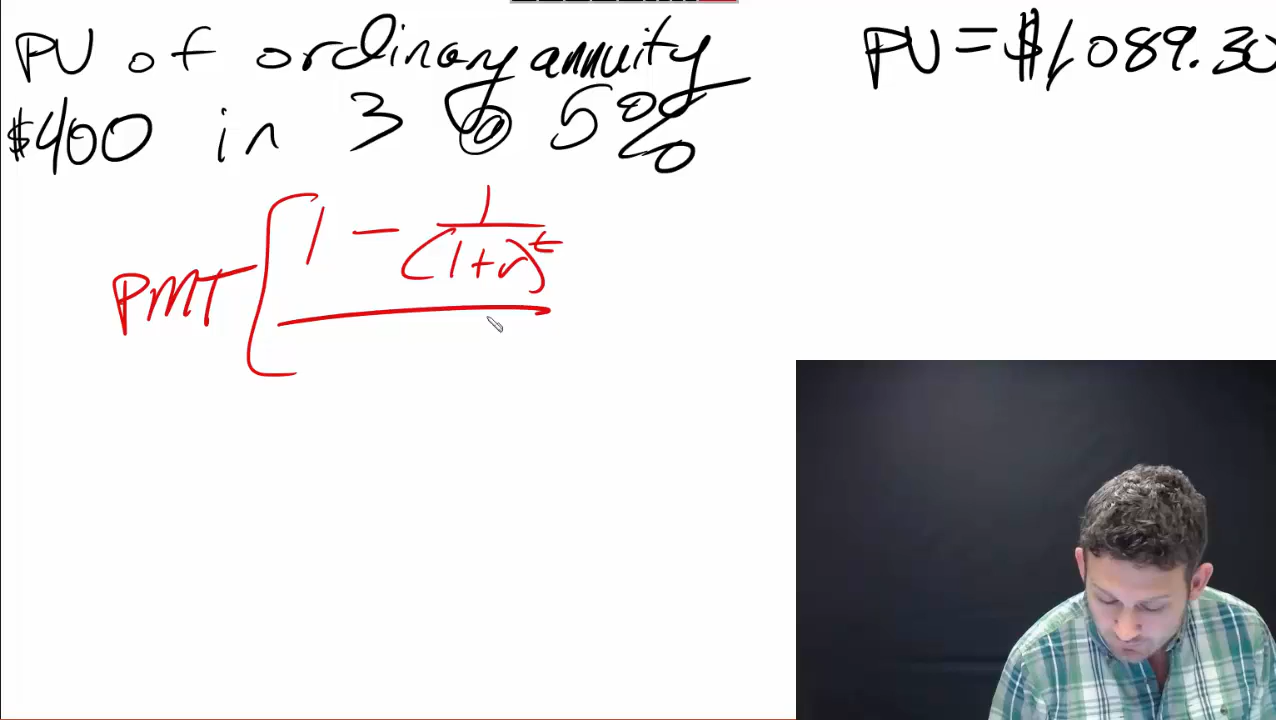 PV of ordinary annuity
$400 in 3 @ 5%
PV = $1,089.30
PMT [ 1 - 1
(1+r)^t